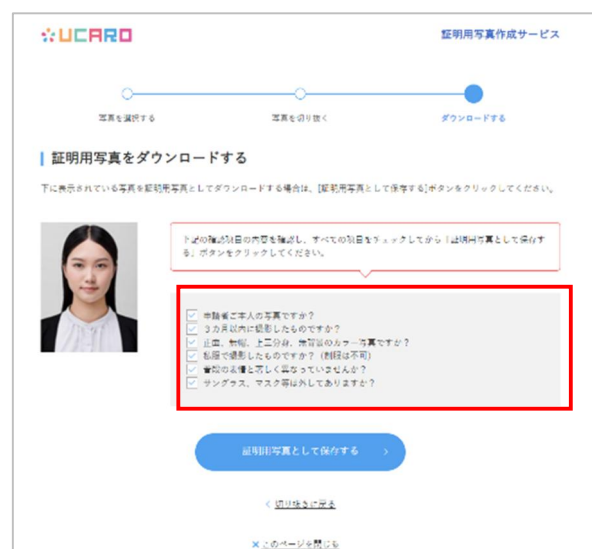 UCARO
証明用写真作成サービス
写真を選択する
写真を切り抜く
ダウンロードする
証明用写真をダウンロードする
下に表示されている写真を証明用写真としてダウンロードする場合は、[証明用写真として保存する]ボタンをクリックしてください。
下記の確認項目の内容を確認し、すべての項目をチェックしてから「証明用写真として保存す
る」ボタンをクリックしてください。
申請者ご本人の写真ですか？
3カ月以内に撮影したものですか？
正面、無帽、上三分身、無背景のカラー写真ですか？
私服で撮影したものですか？（制服は不可）
普段の表情と著しく異なっていませんか？
サングラス、マスク等は外してありますか？
証明用写真として保存する
切り抜きに戻る
このページを閉じる